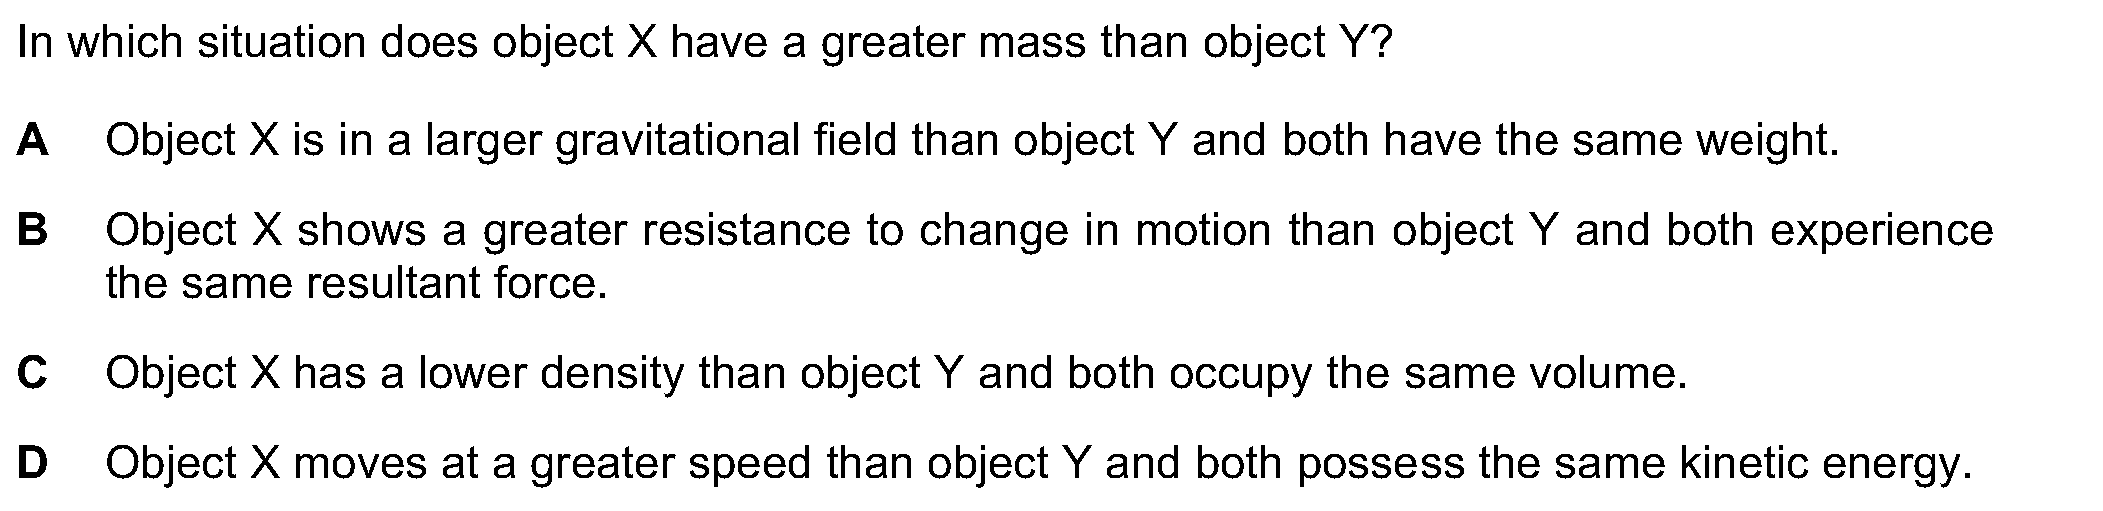 In which situation does object X have a greater mass than object Y?
A Object X is in a larger gravitational field than object Y and both have the same weight.
B Object X shows a greater resistance to change in motion than object Y and both experience
the same resultant force.
C Object X has a lower density than object Y and both occupy the same volume.
D Object X moves at a greater speed than object Y and both possess the same kinetic energy.